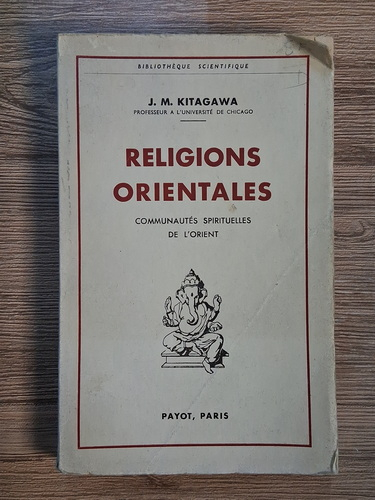 BIBLIOTHÈQUE SCIENTIFIQUE
J. M. KITAGAWA
PROFESSEUR A L'UNIVERSITÉ DE CHICAGO
RELIGIONS
ORIENTALES
COMMUNAUTÉS SPIRITUELLES
DE L'ORIENT
PAYOT, PARIS